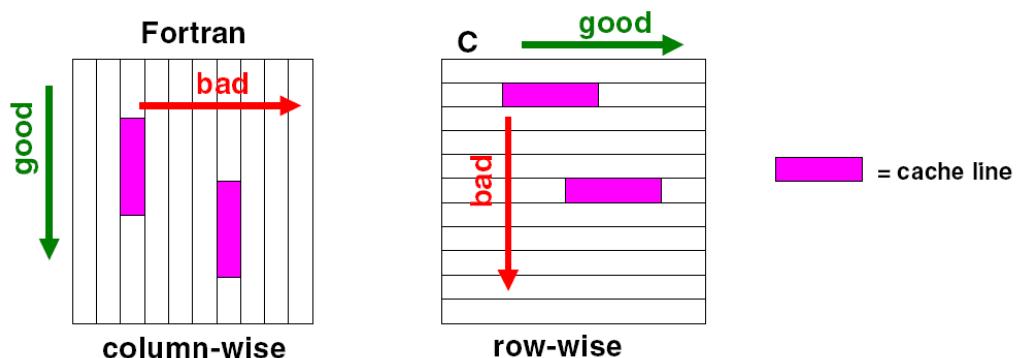 Fortran
good
bad
column-wise
C
good
bad
row-wise
= cache line